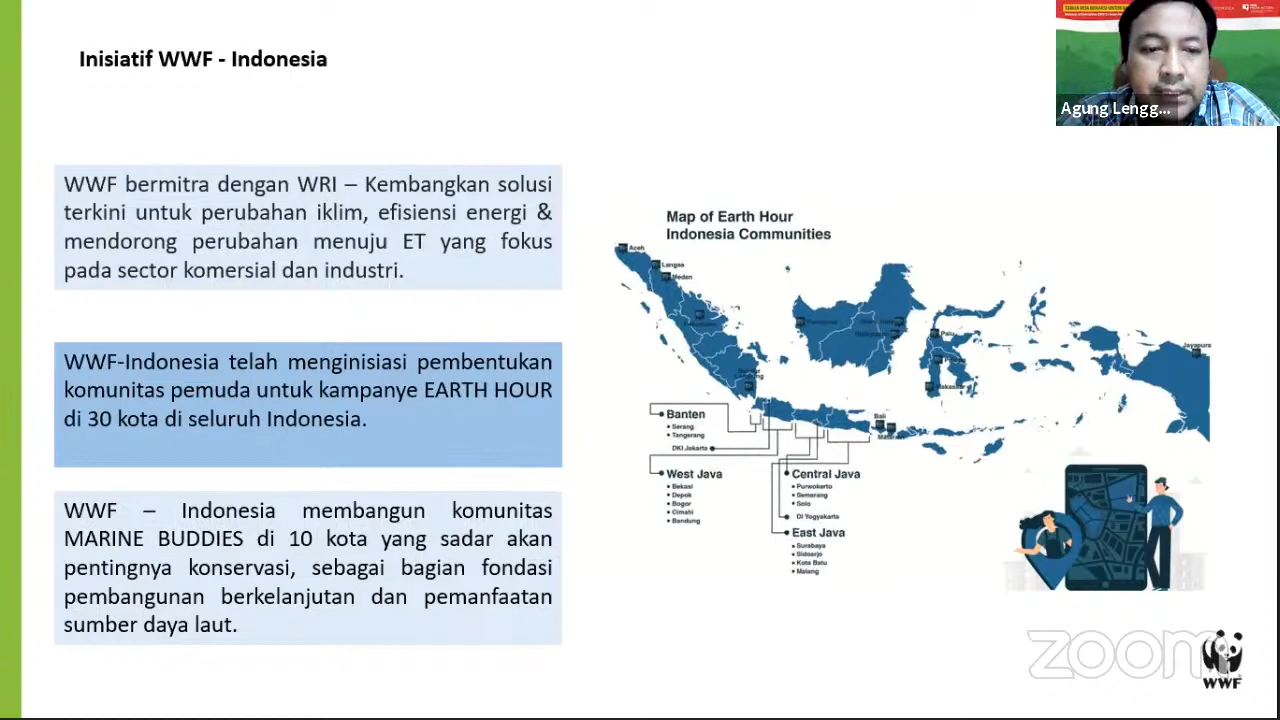 Inisiatif WWF - Indonesia
Agung Lengg...
WWF bermitra dengan WRI – Kembangkan solusi
terkini untuk perubahan iklim, efisiensi energi &
mendorong perubahan menuju ET yang fokus
pada sector komersial dan industri.
WWF-Indonesia telah menginisiasi pembentukan
komunitas pemuda untuk kampanye EARTH HOUR
di 30 kota di seluruh Indonesia.
WWF – Indonesia membangun komunitas
MARINE BUDDIES di 10 kota yang sadar akan
pentingnya konservasi, sebagai bagian fondasi
pembangunan berkelanjutan dan pemanfaatan
sumber daya laut.
Map of Earth Hour
Indonesia Communities
Aceh
Langsa
Medan
Palu
Makassar
Jayapura
Bali
Banten
Serang
Tangerang
DKI Jakarta
West Java
Bekasi
Depok
Bogor
Cimahi
Bandung
Central Java
Purwokerto
Semarang
Solo
DI Yogyakarta
East Java
Surabaya
Sidoarjo
Kota Batu
Malang
zoom
WWF